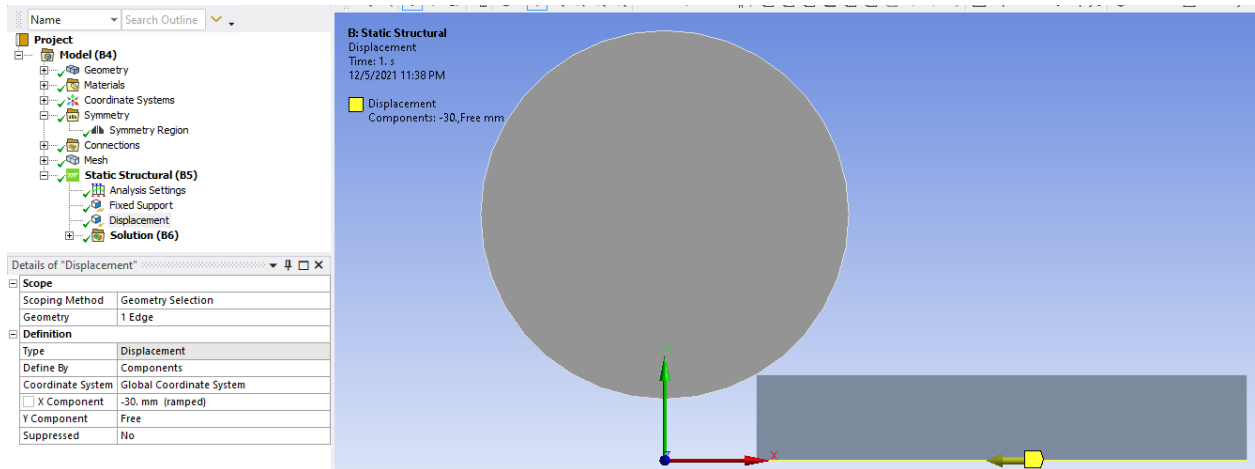 Name
Search Outline
Project
Model (B4)
Geometry
Materials
Coordinate Systems
Symmetry
Symmetry Region
Connections
Mesh
Static Structural (B5)
Analysis Settings
Fixed Support
Displacement
Solution (B6)
Details of "Displacement"
Scope
Scoping Method Geometry Selection
Geometry 1 Edge
Definition
Type Displacement
Define By Components
Coordinate System Global Coordinate System
X Component -30. mm (ramped)
Y Component Free
Suppressed No
B: Static Structural
Displacement
Time: 1. s
12/5/2021 11:38 PM
Displacement
Components: -30.,Free mm
X